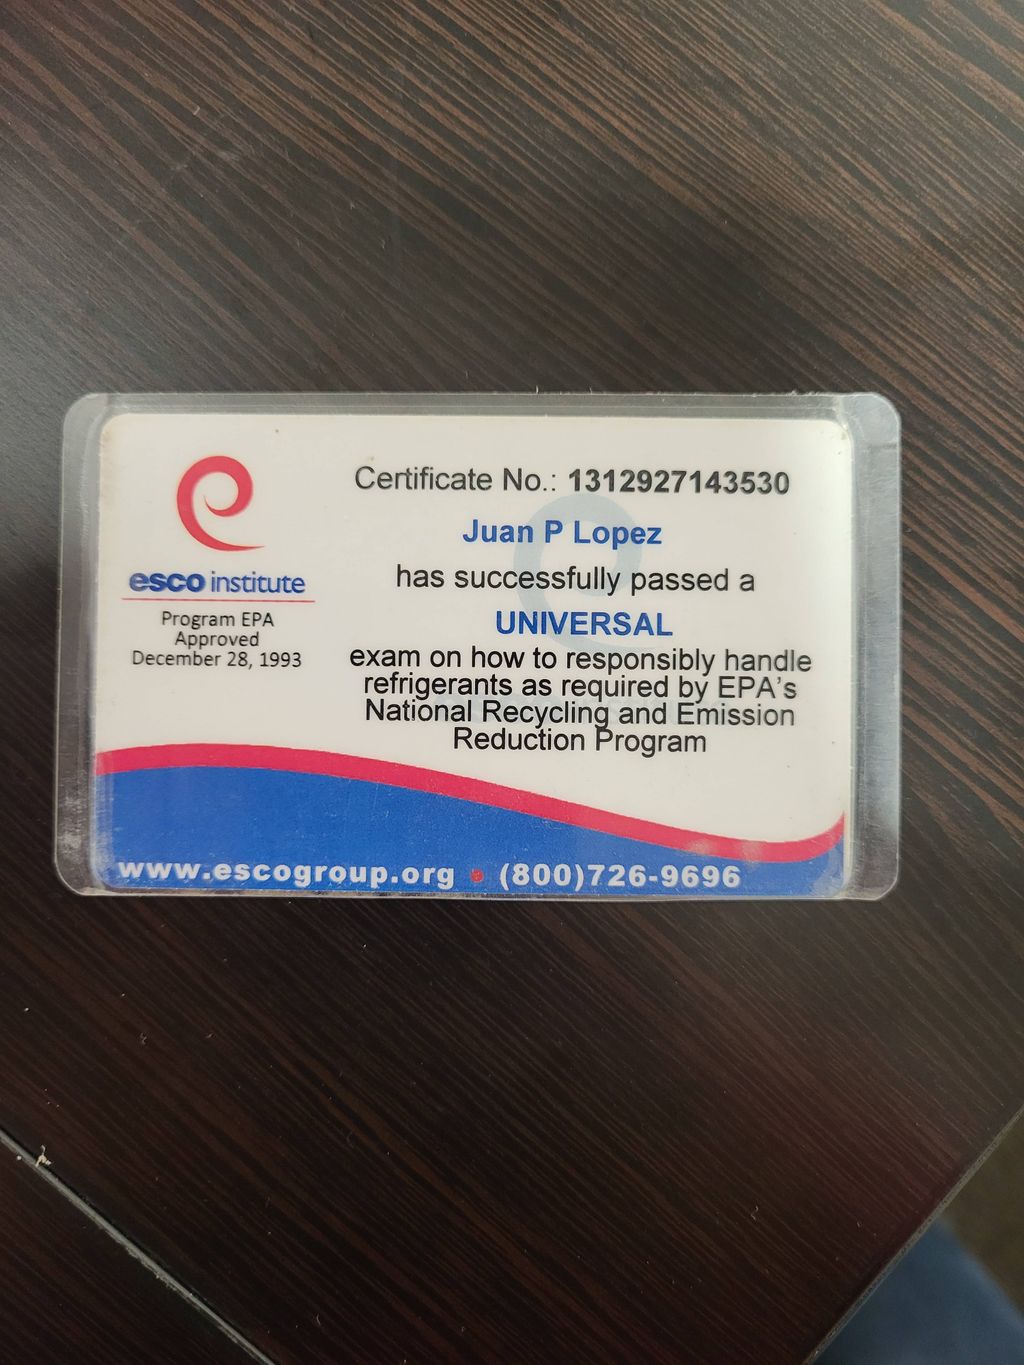 Certificate No.: 1312927143530
Juan P Lopez
has successfully passed a
UNIVERSAL
exam on how to responsibly handle
refrigerants as required by EPA's
National Recycling and Emission
Reduction Program
esco institute
Program EPA
Approved
December 28, 1993
www.escogroup.org • (800)726-9696